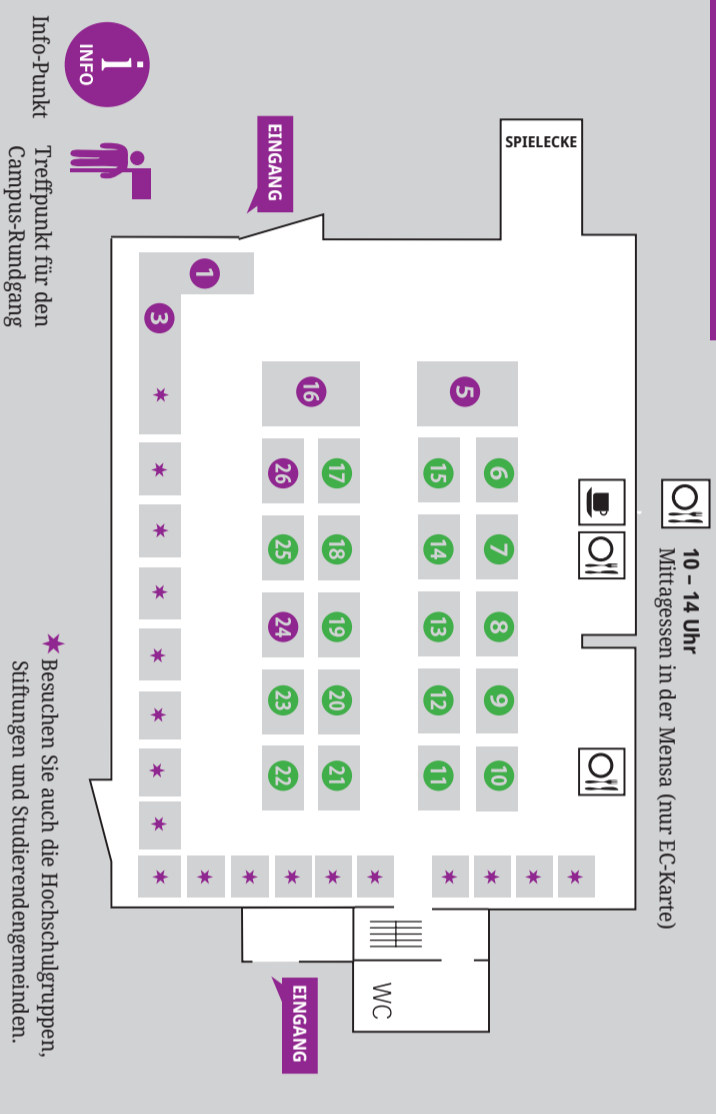 10 – 14 Uhr
Mittagessen in der Mensa (nur EC-Karte)
SPIELECKE
EINGANG
1
3
5
6
7
8
9
10
15
14
13
12
11
16
17
18
19
20
21
26
25
24
23
22
WC
EINGANG
i
INFO
Info-Punkt
Treffpunkt für den
Campus-Rundgang
Besuchen Sie auch die Hochschulgruppen,
Stiftungen und Studierendengemeinden.